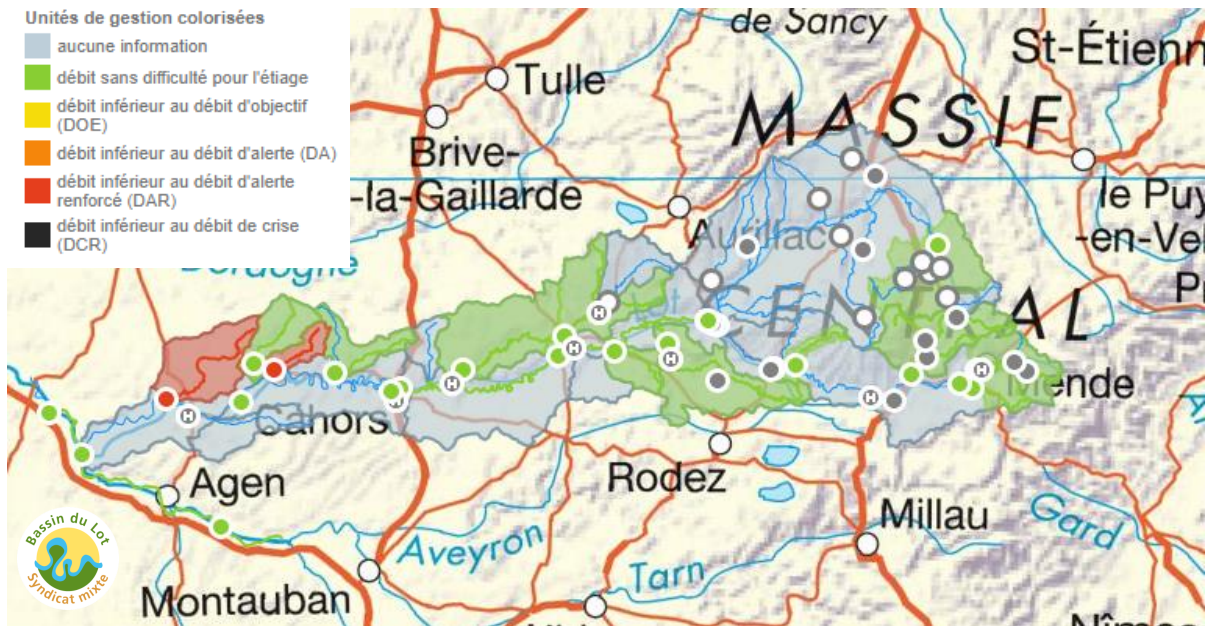 Unités de gestion colorisées
aucune information
débit sans difficulté pour l'étiage
débit inférieur au débit d'objectif
(DOE)
débit inférieur au débit d'alerte (DA)
débit inférieur au débit d'alerte
renforcé (DAR)
débit inférieur au débit de crise
(DCR)
de Sancy
St-Étienn
Tulle
MASSIF
Brive-
-la-Gaillarde
le Puy
-en-Vel
Aurillac
Dordogne
CENTRAL
H
H
H
H
H
H
H
H
Mende
Cahors
Agen
Rodez
Millau
Gard
Aveyron
Tarn
Montauban
Nîmes
Bassin du Lot
Syndicat mixte